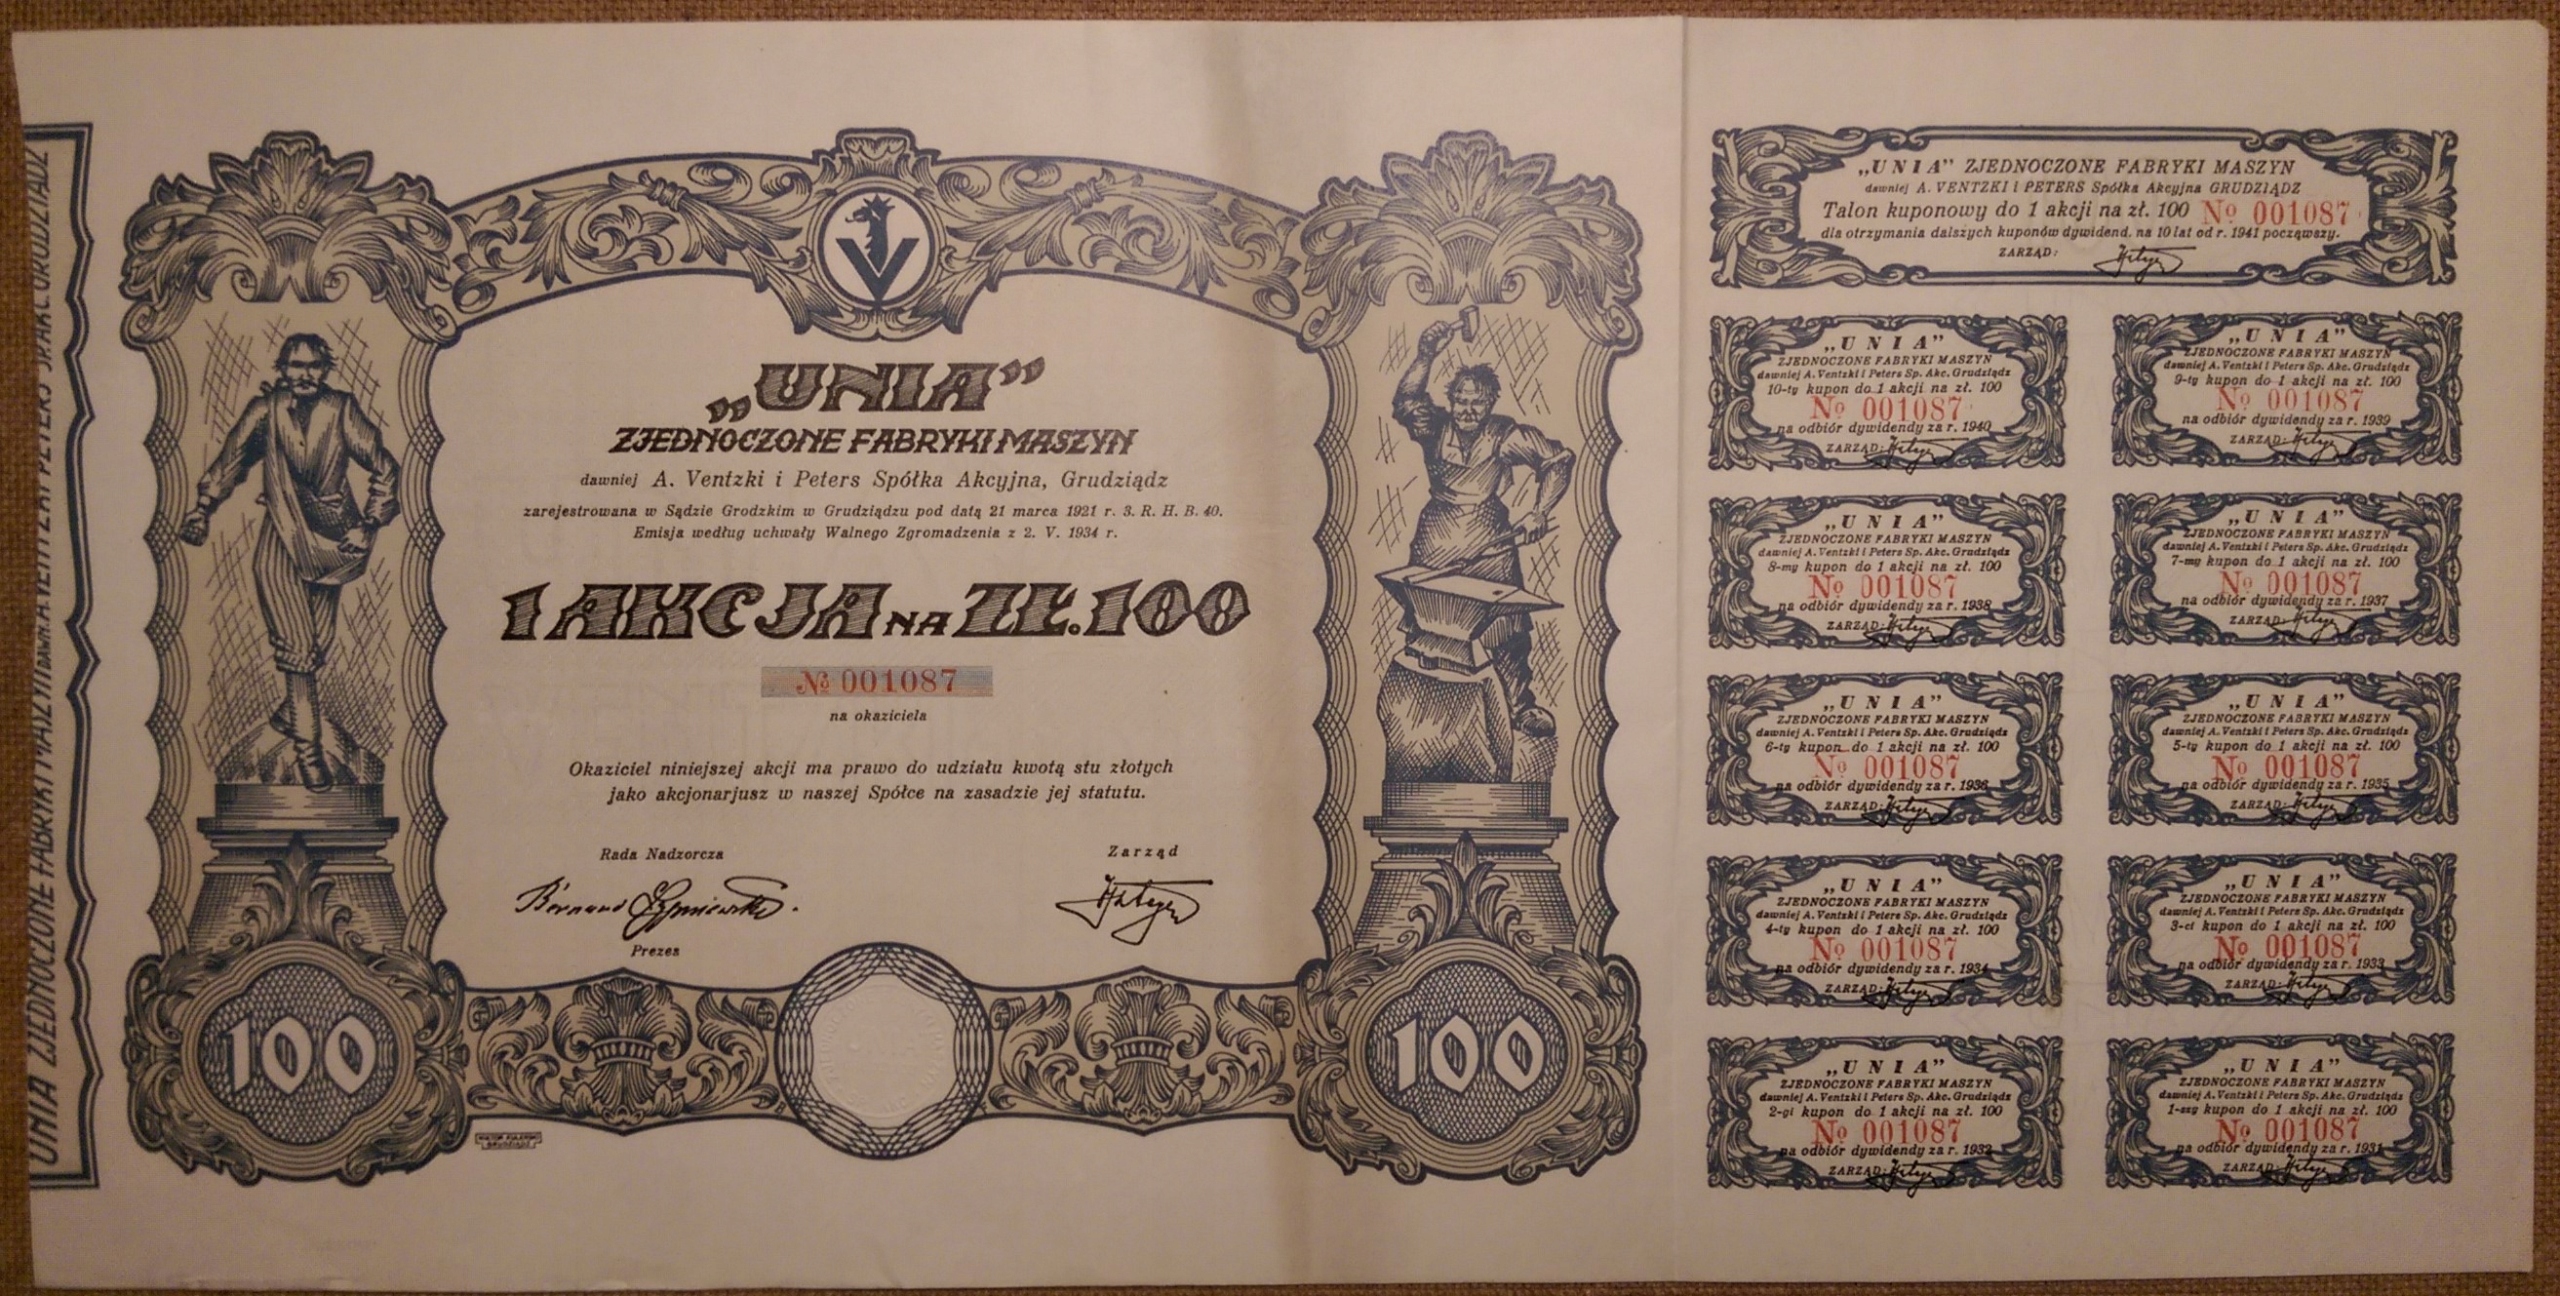 UNIA ZJEDNOCZONE FABRYKI MASZYN DAWN. A. VENTZKI PETERS GRUDZIĄDZ
V
„UNIA”
ZJEDNOCZONE FABRYKI MASZYN
dawniej A. Ventzki i Peters Spółka Akcyjna, Grudziądz
zarejestrowana w Sądzie Grodzkim w Grudziądzu pod datą 21 marca 1921 r. 3. R. H. B. 40.
Emisja według uchwały Walnego Zgromadzenia z 2. V. 1934 r.
1 AKCJA NA ZŁ. 100
№ 001087
na okaziciela
Okaziciel niniejszej akcji ma prawo do udziału kwotą stu złotych
jako akcjonarjusz w naszej Spółce na zasadzie jej statutu.
Rada Nadzorcza
Zarząd
Prezes
100
100
„UNIA” ZJEDNOCZONE FABRYKI MASZYN
dawniej A. VENTZKI i PETERS Spółka Akcyjna GRUDZIĄDZ
Talon kuponowy do 1 akcji na zł. 100 № 001087
dla otrzymania dalszych kuponów dywidend. na 10 lat od r. 1941 począwszy.
ZARZĄD:
„UNIA”
ZJEDNOCZONE FABRYKI MASZYN
dawniej A. Ventzki i Peters Sp. Akc. Grudziądz
10-ty kupon do 1 akcji na zł. 100
№ 001087
na odbiór dywidendy za r. 1940
ZARZĄD:
„UNIA”
ZJEDNOCZONE FABRYKI MASZYN
dawniej A. Ventzki i Peters Sp. Akc. Grudziądz
9-ty kupon do 1 akcji na zł. 100
№ 001087
na odbiór dywidendy za r. 1939
ZARZĄD:
„UNIA”
ZJEDNOCZONE FABRYKI MASZYN
dawniej A. Ventzki i Peters Sp. Akc. Grudziądz
8-my kupon do 1 akcji na zł. 100
№ 001087
na odbiór dywidendy za r. 1938
ZARZĄD:
„UNIA”
ZJEDNOCZONE FABRYKI MASZYN
dawniej A. Ventzki i Peters Sp. Akc. Grudziądz
7-my kupon do 1 akcji na zł. 100
№ 001087
na odbiór dywidendy za r. 1937
ZARZĄD:
„UNIA”
ZJEDNOCZONE FABRYKI MASZYN
dawniej A. Ventzki i Peters Sp. Akc. Grudziądz
6-ty kupon do 1 akcji na zł. 100
№ 001087
na odbiór dywidendy za r. 1936
ZARZĄD:
„UNIA”
ZJEDNOCZONE FABRYKI MASZYN
dawniej A. Ventzki i Peters Sp. Akc. Grudziądz
5-ty kupon do 1 akcji na zł. 100
№ 001087
na odbiór dywidendy za r. 1935
ZARZĄD:
„UNIA”
ZJEDNOCZONE FABRYKI MASZYN
dawniej A. Ventzki i Peters Sp. Akc. Grudziądz
4-ty kupon do 1 akcji na zł. 100
№ 001087
na odbiór dywidendy za r. 1934
ZARZĄD:
„UNIA”
ZJEDNOCZONE FABRYKI MASZYN
dawniej A. Ventzki i Peters Sp. Akc. Grudziądz
3-ci kupon do 1 akcji na zł. 100
№ 001087
na odbiór dywidendy za r. 1933
ZARZĄD:
„UNIA”
ZJEDNOCZONE FABRYKI MASZYN
dawniej A. Ventzki i Peters Sp. Akc. Grudziądz
2-gi kupon do 1 akcji na zł. 100
№ 001087
na odbiór dywidendy za r. 1932
ZARZĄD:
„UNIA”
ZJEDNOCZONE FABRYKI MASZYN
dawniej A. Ventzki i Peters Sp. Akc. Grudziądz
1-szy kupon do 1 akcji na zł. 100
№ 001087
na odbiór dywidendy za r. 1931
ZARZĄD: